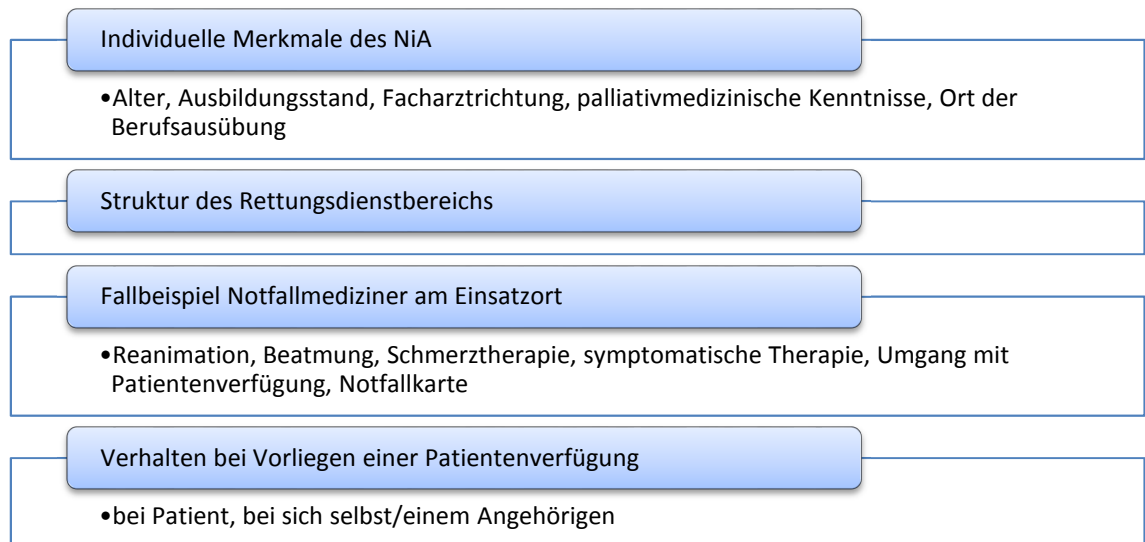 Individuelle Merkmale des NiA
•Alter, Ausbildungsstand, Facharztrichtung, palliativmedizinische Kenntnisse, Ort der
Berufsausübung
Struktur des Rettungsdienstbereichs
Fallbeispiel Notfallmediziner am Einsatzort
•Reanimation, Beatmung, Schmerztherapie, symptomatische Therapie, Umgang mit
Patientenverfügung, Notfallkarte
Verhalten bei Vorliegen einer Patientenverfügung
•bei Patient, bei sich selbst/einem Angehörigen